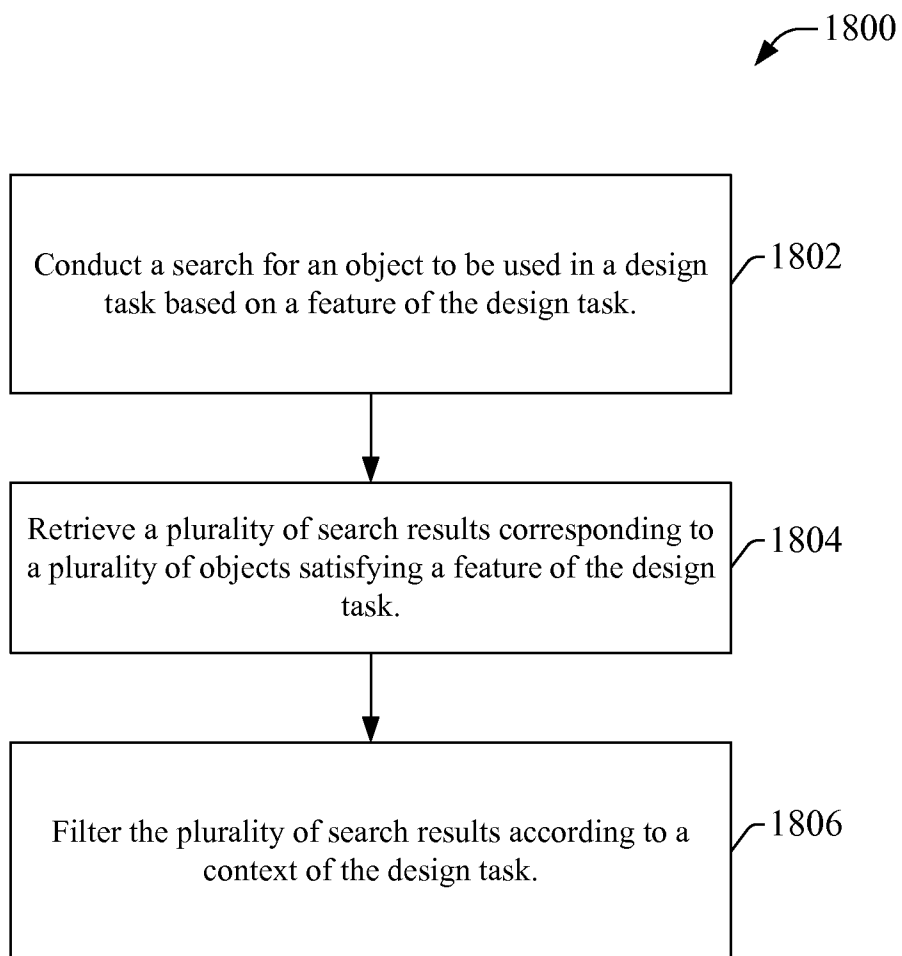 1800
Conduct a search for an object to be used in a design
task based on a feature of the design task.
1802
Retrieve a plurality of search results corresponding to
a plurality of objects satisfying a feature of the design
task.
1804
Filter the plurality of search results according to a
context of the design task.
1806